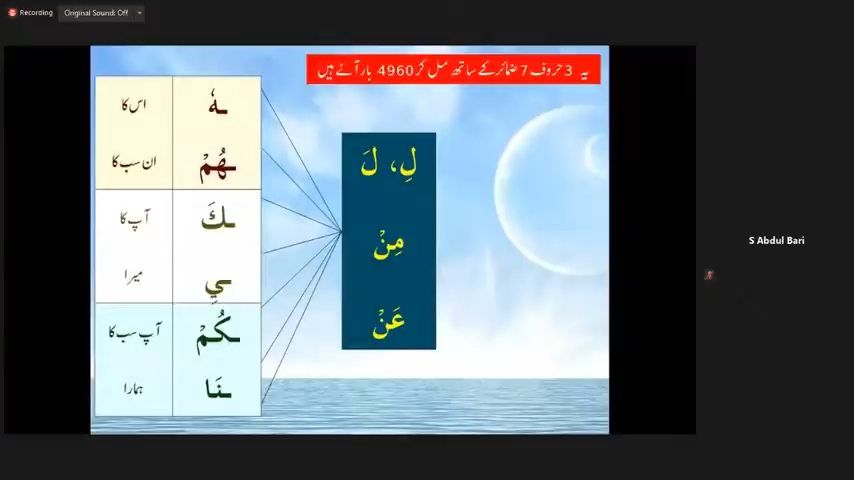 Recording
Original Sound: Off
یہ 3 حروف 7 ضمائر کے ساتھ مل کر 4960 بار آئے ہیں
ـهٗ اس کا
ـهُمْ ان سب کا
ـكَ آپ کا
ـيِ میرا
ـكُمْ آپ سب کا
ـنَا ہمارا
لِ، لَ
مِنْ
عَنْ
S Abdul Bari